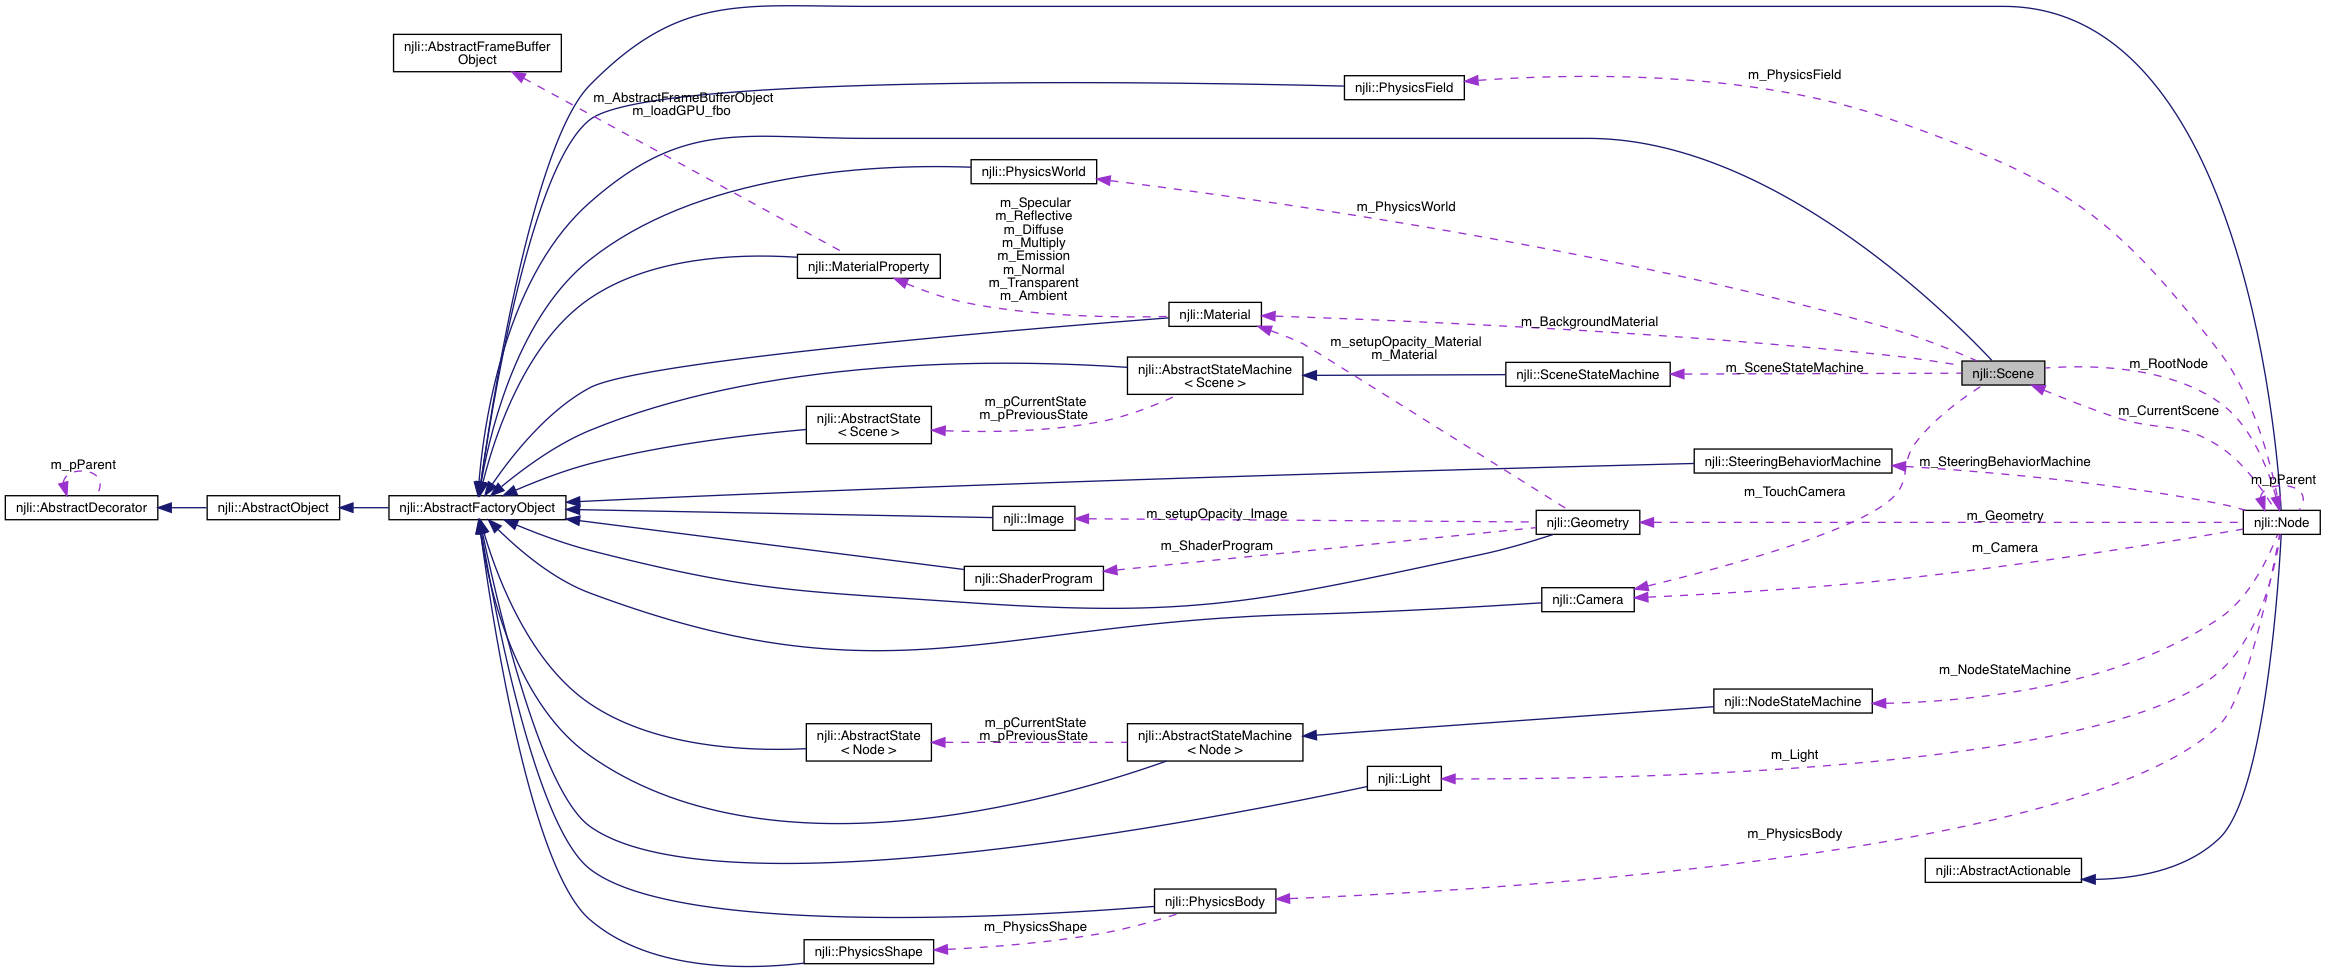 njli::AbstractFrameBuffer
Object
m_PhysicsField
njli::PhysicsField
m_AbstractFrameBufferObject
m_loadGPU_fbo
njli::PhysicsWorld
m_PhysicsWorld
m_Specular
m_Reflective
m_Diffuse
m_Multiply
m_Emission
m_Normal
m_Transparent
m_Ambient
njli::MaterialProperty
njli::Material
m_BackgroundMaterial
m_setupOpacity_Material
m_Material
njli::AbstractStateMachine
< Scene >
njli::SceneStateMachine
m_SceneStateMachine
njli::Scene
m_RootNode
m_CurrentScene
m_pCurrentState
m_pPreviousState
njli::AbstractState
< Scene >
m_pParent
njli::SteeringBehaviorMachine
m_SteeringBehaviorMachine
m_pParent
m_TouchCamera
njli::AbstractDecorator
njli::AbstractObject
njli::AbstractFactoryObject
njli::Image
m_setupOpacity_Image
njli::Geometry
m_Geometry
njli::Node
m_ShaderProgram
m_Camera
njli::ShaderProgram
njli::Camera
m_NodeStateMachine
njli::NodeStateMachine
m_pCurrentState
m_pPreviousState
njli::AbstractState
< Node >
njli::AbstractStateMachine
< Node >
m_Light
njli::Light
m_PhysicsBody
njli::AbstractActionable
njli::PhysicsBody
m_PhysicsShape
njli::PhysicsShape